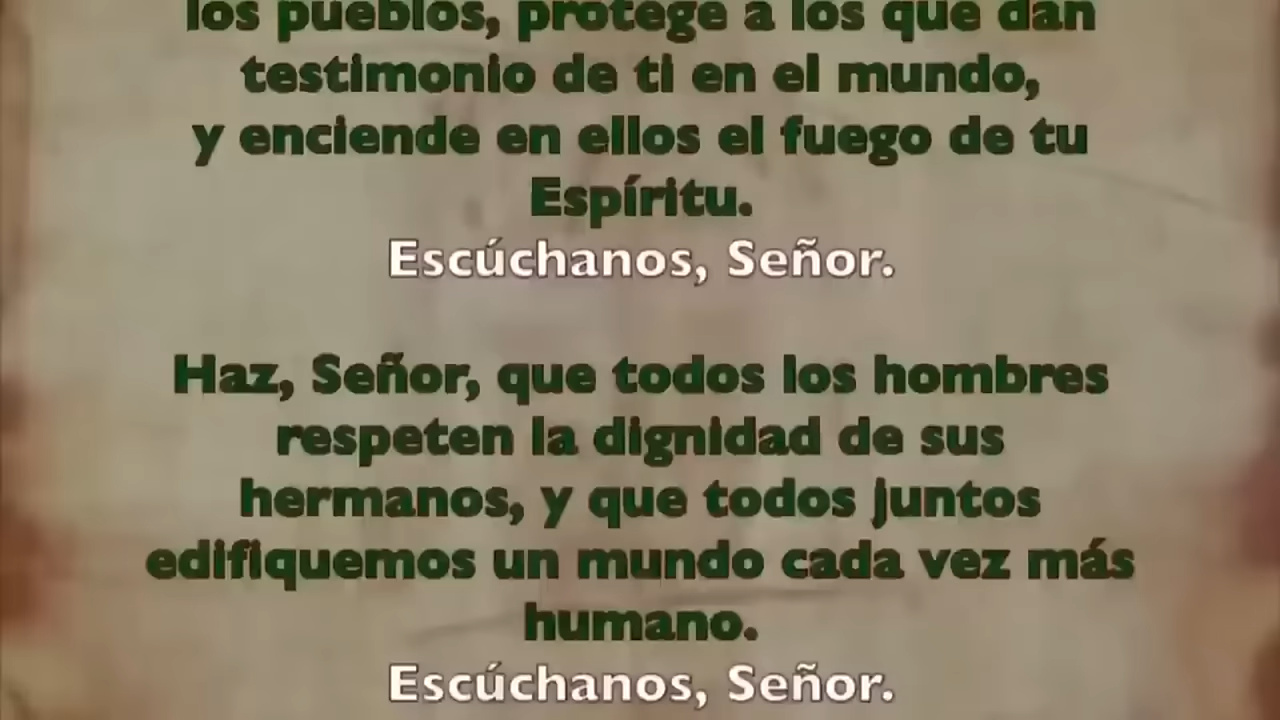 los pueblos, protege a los que dan
testimonio de ti en el mundo,
y enciende en ellos el fuego de tu
Espíritu.
Escúchanos, Señor.
Haz, Señor, que todos los hombres
respeten la dignidad de sus
hermanos, y que todos juntos
edifiquemos un mundo cada vez más
humano.
Escúchanos, Señor.